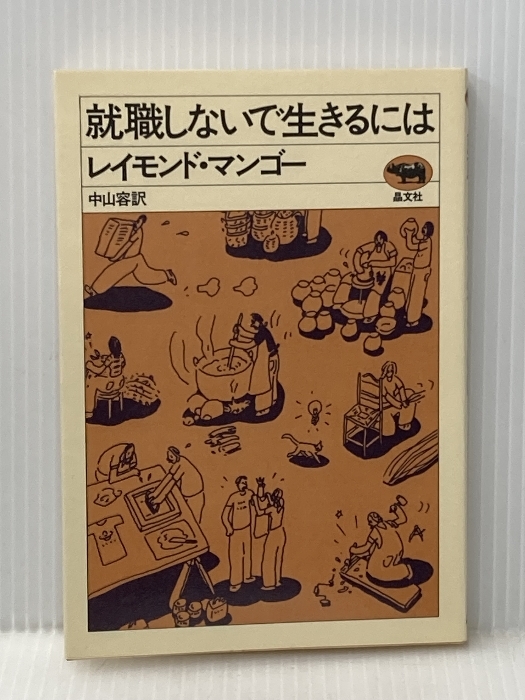 就職しないで生きるには
レイモンド・マンゴー
中山容訳
晶文社